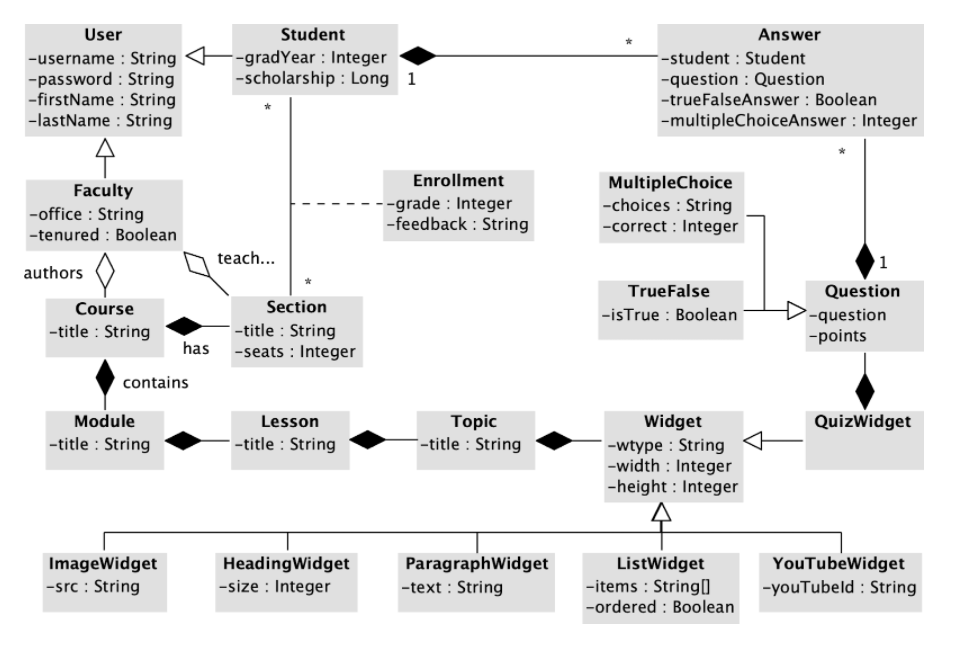 User
-username : String
-password : String
-firstName : String
-lastName : String
Student
-gradYear : Integer
-scholarship : Long
1
*
*
Answer
-student : Student
-question : Question
-trueFalseAnswer : Boolean
-multipleChoiceAnswer : Integer
*
Faculty
-office : String
-tenured : Boolean
Enrollment
-grade : Integer
-feedback : String
MultipleChoice
-choices : String
-correct : Integer
authors
teach...
*
1
Course
-title : String
has
Section
-title : String
-seats : Integer
TrueFalse
-isTrue : Boolean
Question
-question
-points
contains
Module
-title : String
Lesson
-title : String
Topic
-title : String
Widget
-wtype : String
-width : Integer
-height : Integer
QuizWidget
ImageWidget
-src : String
HeadingWidget
-size : Integer
ParagraphWidget
-text : String
ListWidget
-items : String[]
-ordered : Boolean
YouTubeWidget
-youTubeId : String